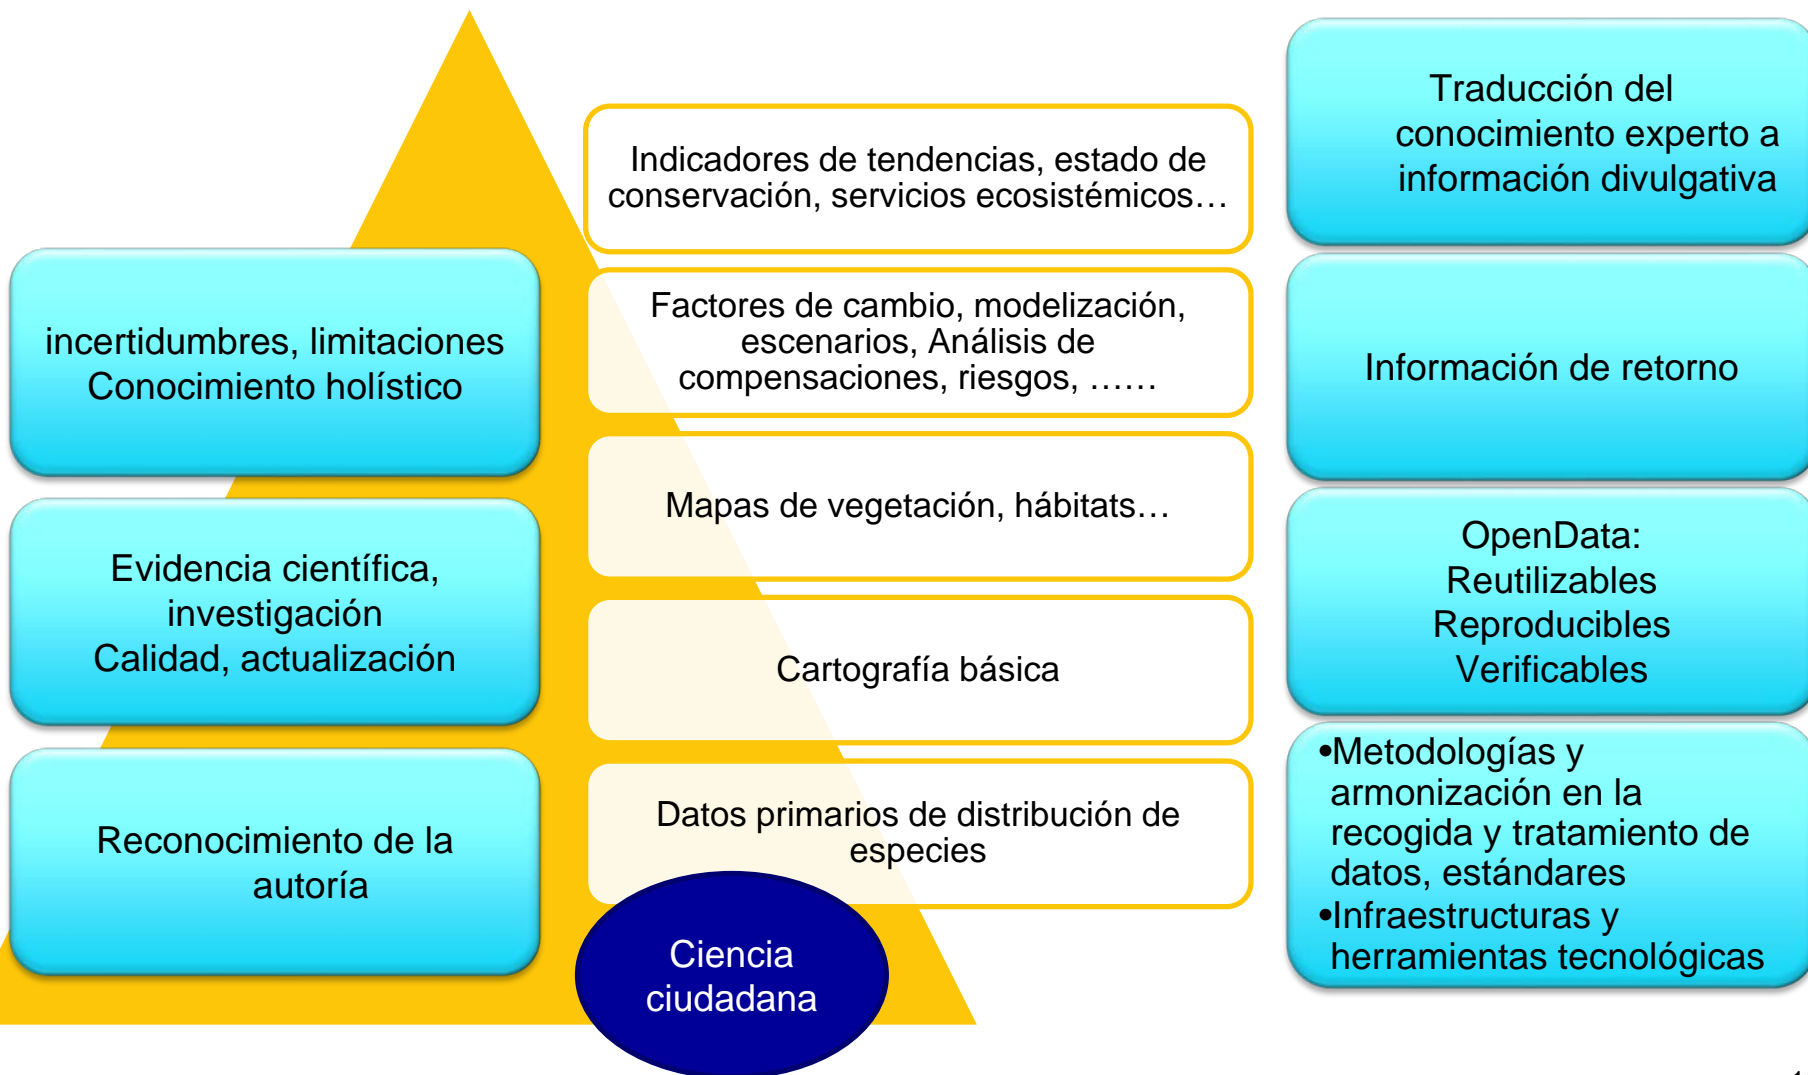 Indicadores de tendencias, estado de
conservación, servicios ecosistémicos…
Factores de cambio, modelización,
escenarios, Análisis de
compensaciones, riesgos, ……
Mapas de vegetación, hábitats…
Cartografía básica
Datos primarios de distribución de
especies
Ciencia
ciudadana
incertidumbres, limitaciones
Conocimiento holístico
Evidencia científica,
investigación
Calidad, actualización
Reconocimiento de la
autoría
Traducción del
conocimiento experto a
información divulgativa
Información de retorno
OpenData:
Reutilizables
Reproducibles
Verificables
•Metodologías y
armonización en la
recogida y tratamiento de
datos, estándares
•Infraestructuras y
herramientas tecnológicas